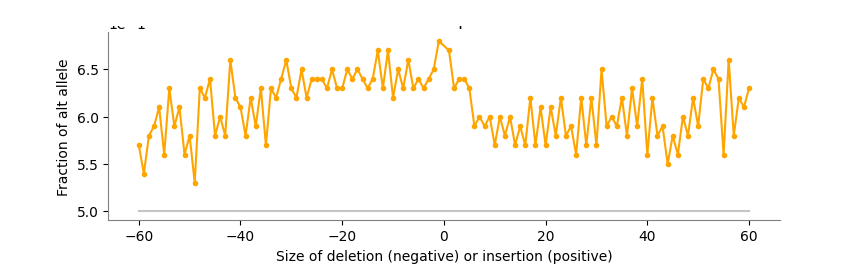 6.5
6.0
5.5
5.0
Fraction of alt allele
−60 −40 −20 0 20 40 60
Size of deletion (negative) or insertion (positive)